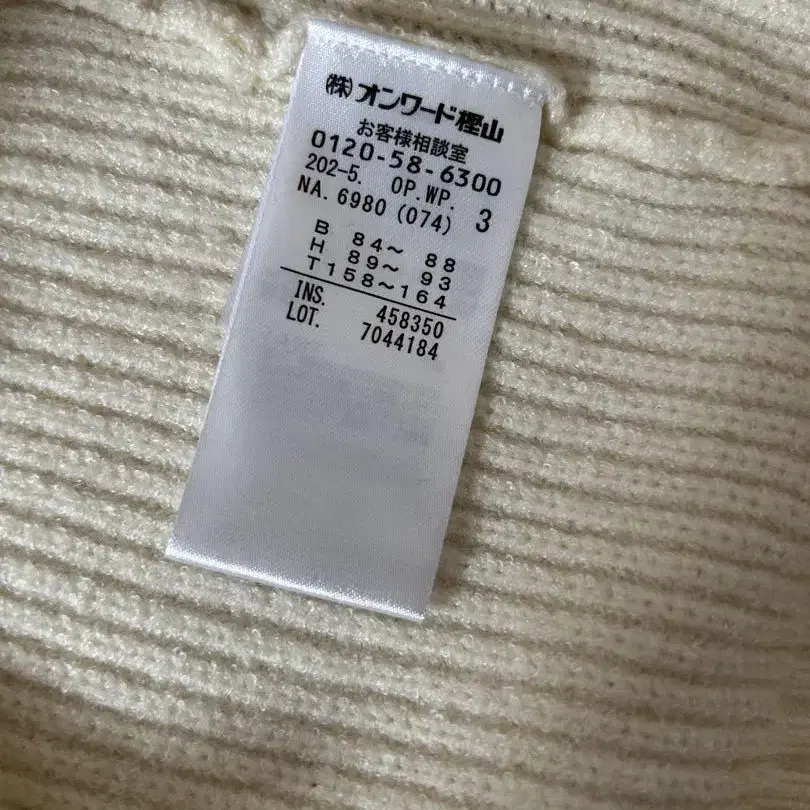 (株)オンワード樫山
お客様相談室
0120-58-6300
202-5. OP.WP. 3
NA. 6980 (074)
B 84~ 88
H 89~ 93
T158~164
INS. 458350
LOT. 7044184